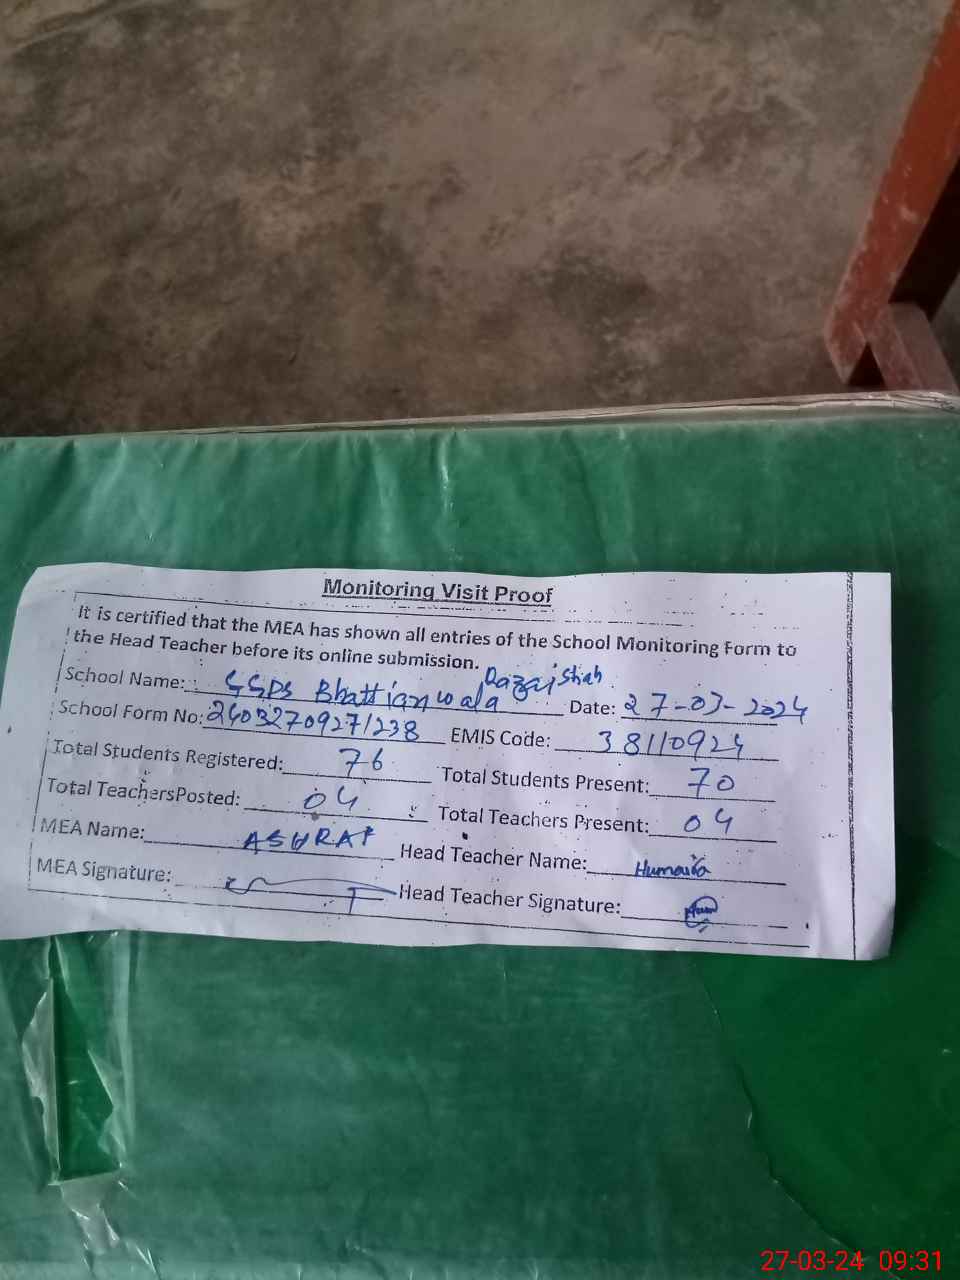 Monitoring Visit Proof
It is certified that the MEA has shown all entries of the School Monitoring Form to
the Head Teacher before its online submission.
School Name: GGPS Bhattianwala Qazai Shah Date: 27-03-2024
School Form No: 24032709271238 EMIS Code: 38110924
Total Students Registered: 76 Total Students Present: 70
Total TeachersPosted: 04 Total Teachers Present: 04
MEA Name: ASHRAF Head Teacher Name: Humaira
MEA Signature: Head Teacher Signature:
27-03-24 09:31